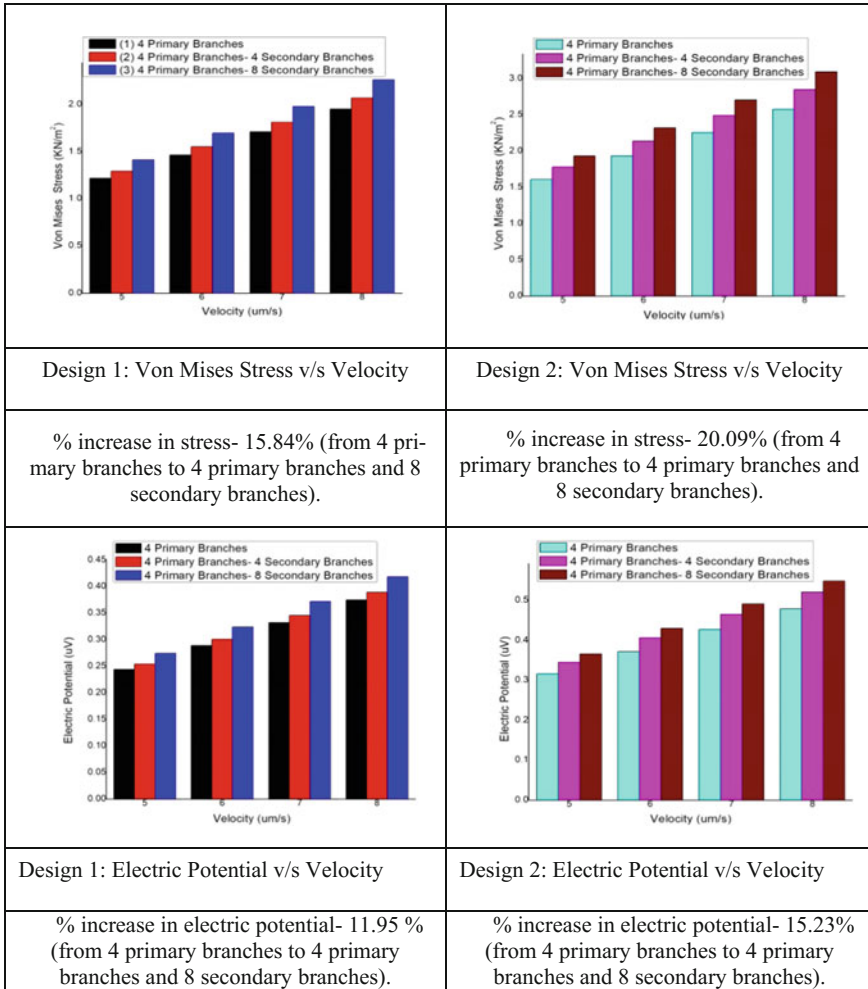 (1) 4 Primary Branches
(2) 4 Primary Branches- 4 Secondary Branches
(3) 4 Primary Branches- 8 Secondary Branches
Von Mises Stress (KN/m²)
2.0
1.5
1.0
0.5
0.0
5 6 7 8
Velocity (um/s)
4 Primary Branches
4 Primary Branches- 4 Secondary Branches
4 Primary Branches- 8 Secondary Branches
Von Mises Stress (KN/m²)
3.0
2.5
2.0
1.5
1.0
0.5
0.0
5 6 7 8
Velocity (um/s)
Design 1: Von Mises Stress v/s Velocity
Design 2: Von Mises Stress v/s Velocity
% increase in stress- 15.84% (from 4 pri-
mary branches to 4 primary branches and 8
secondary branches).
% increase in stress- 20.09% (from 4
primary branches to 4 primary branches and
8 secondary branches).
4 Primary Branches
4 Primary Branches- 4 Secondary Branches
4 Primary Branches- 8 Secondary Branches
Electric Potential (uV)
0.45
0.40
0.35
0.30
0.25
0.20
0.15
0.10
0.05
0.00
5 6 7 8
Velocity (um/s)
4 Primary Branches
4 Primary Branches- 4 Secondary Branches
4 Primary Branches- 8 Secondary Branches
Electric Potential (uV)
0.5
0.4
0.3
0.2
0.1
0.0
5 6 7 8
Velocity (um/s)
Design 1: Electric Potential v/s Velocity
Design 2: Electric Potential v/s Velocity
% increase in electric potential- 11.95 %
(from 4 primary branches to 4 primary
branches and 8 secondary branches).
% increase in electric potential- 15.23%
(from 4 primary branches to 4 primary
branches and 8 secondary branches).